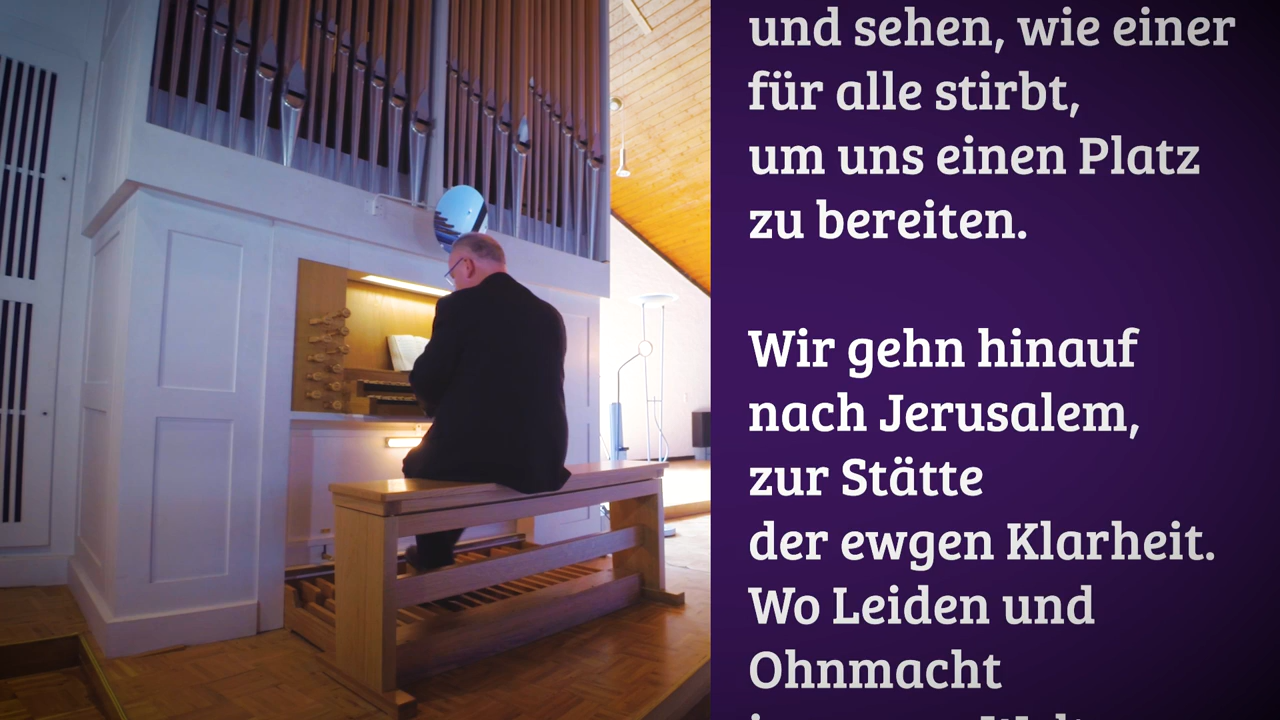 und sehen, wie einer
für alle stirbt,
um uns einen Platz
zu bereiten.
Wir gehn hinauf
nach Jerusalem,
zur Stätte
der ewgen Klarheit.
Wo Leiden und
Ohnmacht